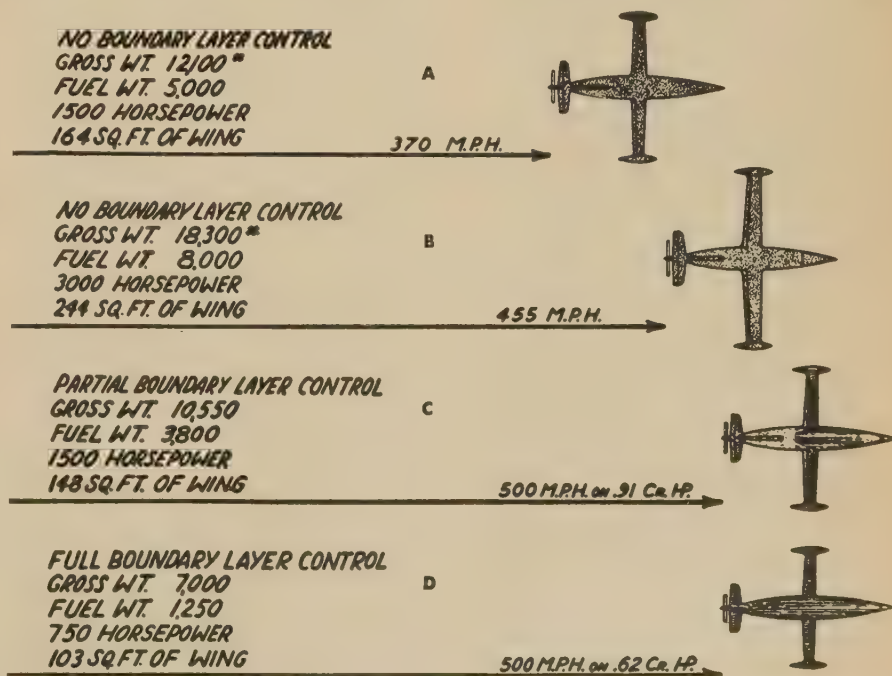 NO BOUNDARY LAYER CONTROL
GROSS WT. 12,100#
A
FUEL WT. 5,000
1500 HORSEPOWER
164 SQ. FT. OF WING
370 M.P.H.
NO BOUNDARY LAYER CONTROL
GROSS WT. 18,300#
B
FUEL WT. 8,000
3000 HORSEPOWER
244 SQ. FT. OF WING
455 M.P.H.
PARTIAL BOUNDARY LAYER CONTROL
GROSS WT. 10,550
C
FUEL WT. 3,800
1500 HORSEPOWER
148 SQ. FT. OF WING
500 M.P.H. on .91 CR. HP.
FULL BOUNDARY LAYER CONTROL
GROSS WT. 7,000
D
FUEL WT. 1,250
750 HORSEPOWER
103 SQ. FT. OF WING
500 M.P.H. on .62 CR. HP.